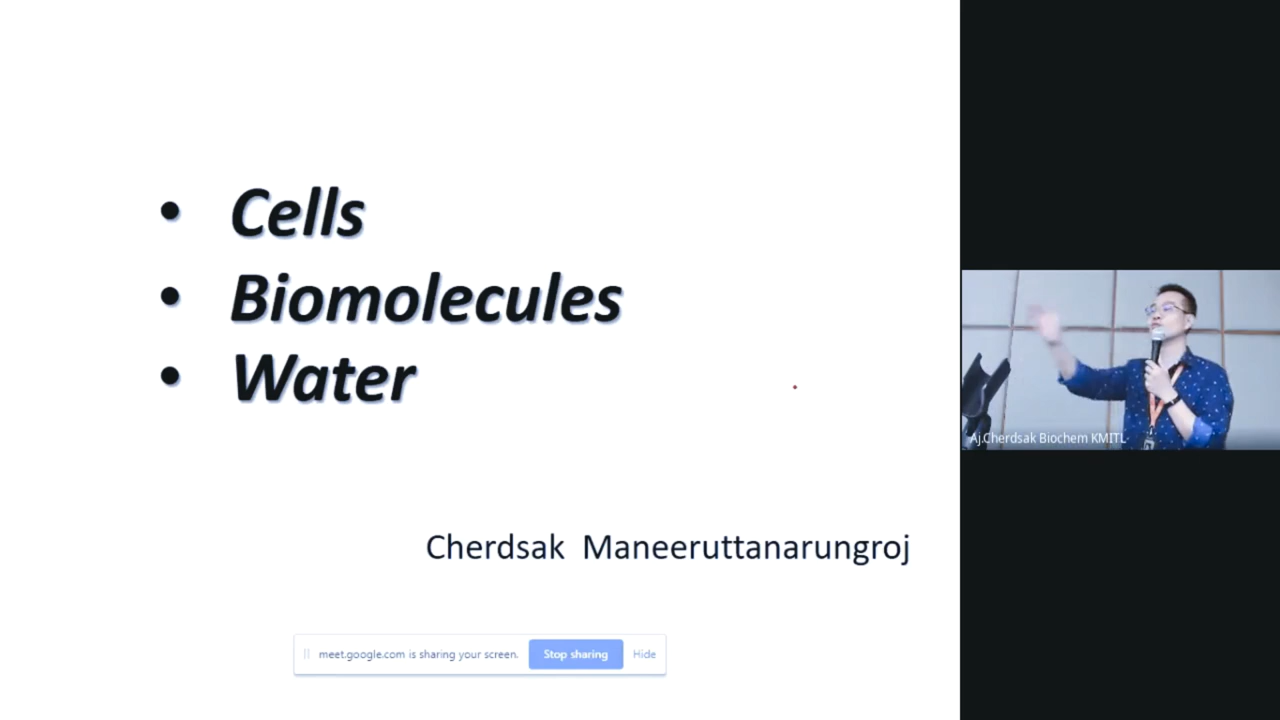 • Cells
• Biomolecules
• Water
Cherdsak Maneeruttanarungroj
meet.google.com is sharing your screen. Stop sharing Hide
Aj.Cherdsak Biochem KMITL